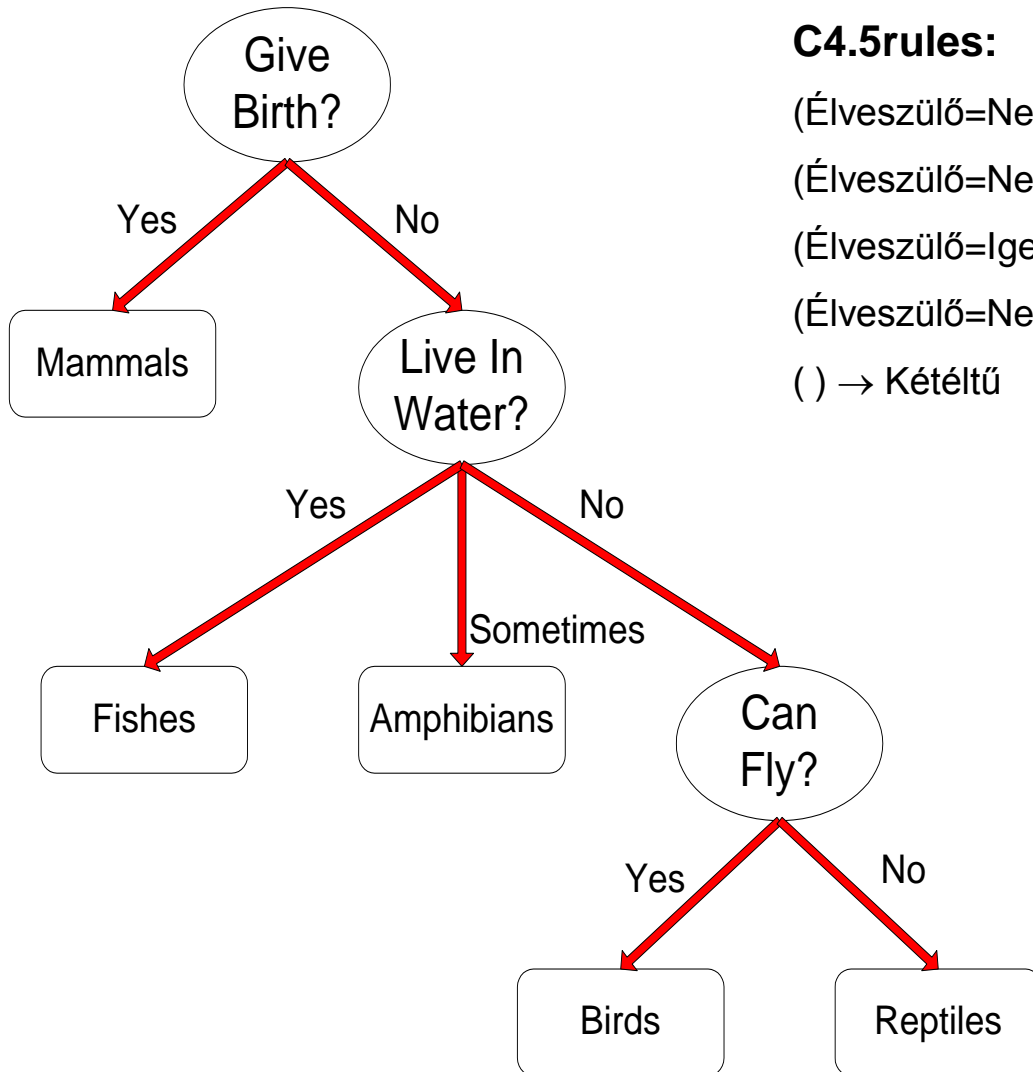 Give
Birth?
Yes
No
Mammals
Live In
Water?
Yes
No
Sometimes
Fishes
Amphibians
Can
Fly?
Yes
No
Birds
Reptiles
C4.5rules:
(Élveszülő=Ne
(Élveszülő=Ne
(Élveszülő=Ige
(Élveszülő=Ne
( ) → Kétéltű